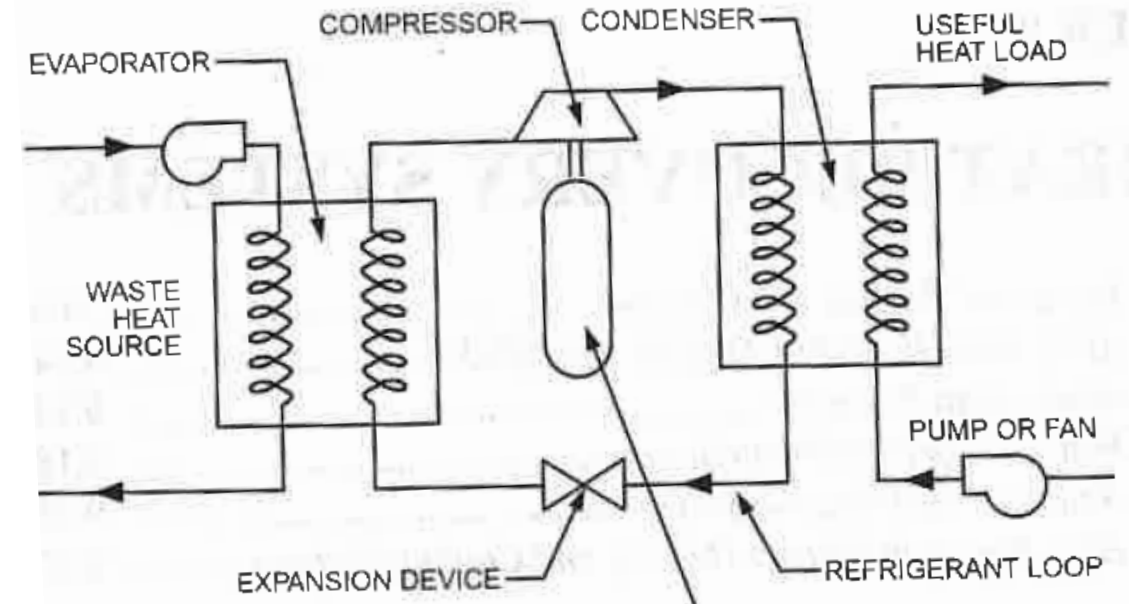 COMPRESSOR
CONDENSER
USEFUL
HEAT LOAD
EVAPORATOR
WASTE
HEAT
SOURCE
PUMP OR FAN
EXPANSION DEVICE
REFRIGERANT LOOP